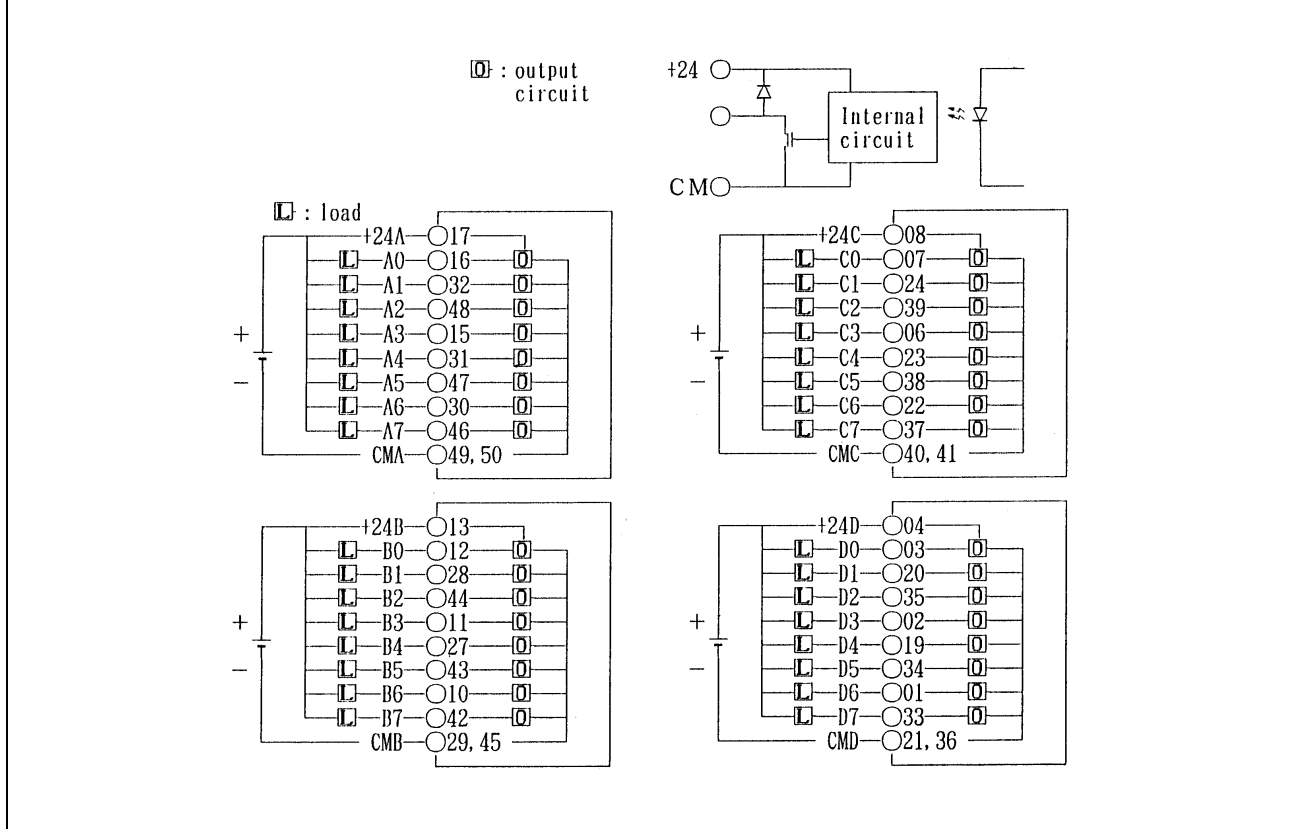 O : output
circuit
+24
Internal
circuit
CM
L : load
+24A 17
L A0 16 O
L A1 32 O
L A2 48 O
L A3 15 O
L A4 31 O
L A5 47 O
L A6 30 O
L A7 46 O
CMA 49, 50
+
−
+24C 08
L C0 07 O
L C1 24 O
L C2 39 O
L C3 06 O
L C4 23 O
L C5 38 O
L C6 22 O
L C7 37 O
CMC 40, 41
+
−
+24B 13
L B0 12 O
L B1 28 O
L B2 44 O
L B3 11 O
L B4 27 O
L B5 43 O
L B6 10 O
L B7 42 O
CMB 29, 45
+
−
+24D 04
L D0 03 O
L D1 20 O
L D2 35 O
L D3 02 O
L D4 19 O
L D5 34 O
L D6 01 O
L D7 33 O
CMD 21, 36
+
−